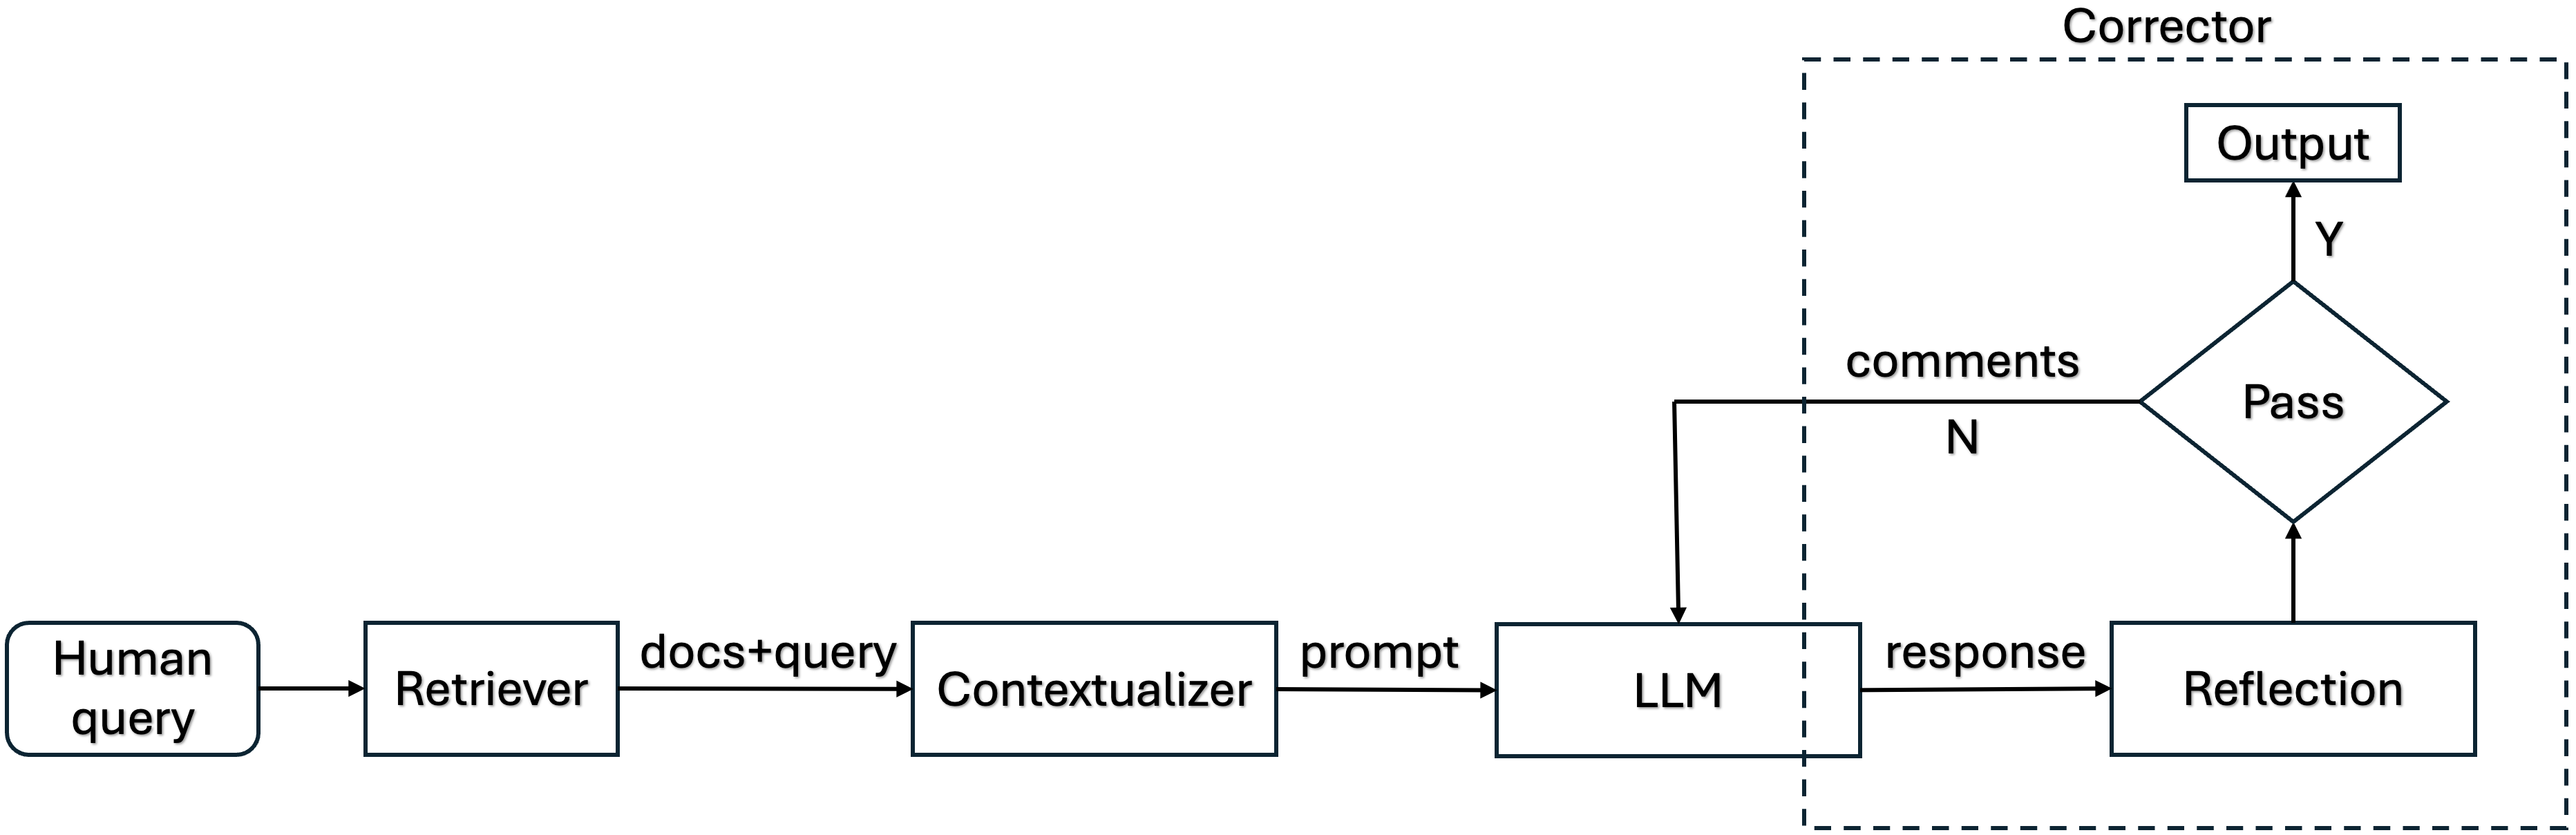 Corrector
Output
Y
comments
N
Pass
Human
query
Retriever
docs+query
Contextualizer
prompt
LLM
response
Reflection